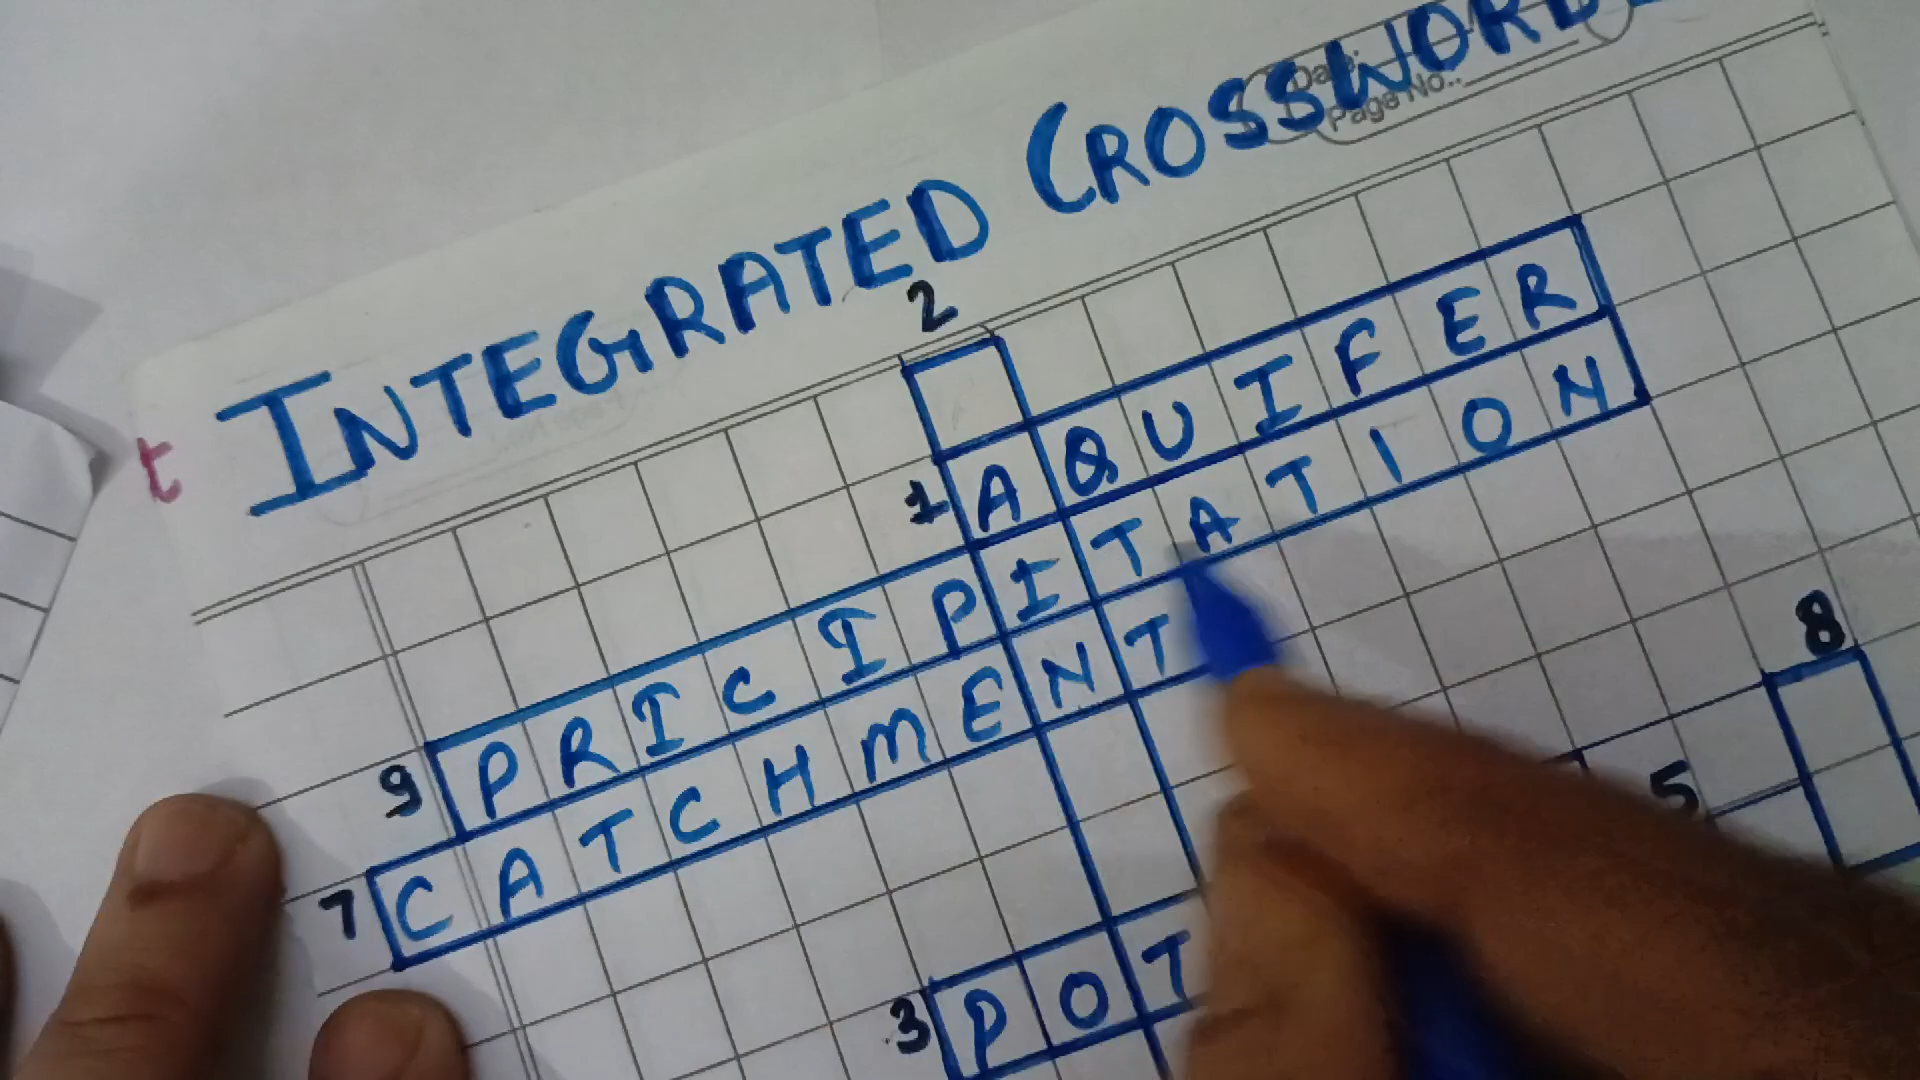 INTEGRATED CROSSWORD
Date:
Page No..
t
2
1 AQUIFER
9 PRICIPITATION
7 CATCHMENT
8
5
3 POT